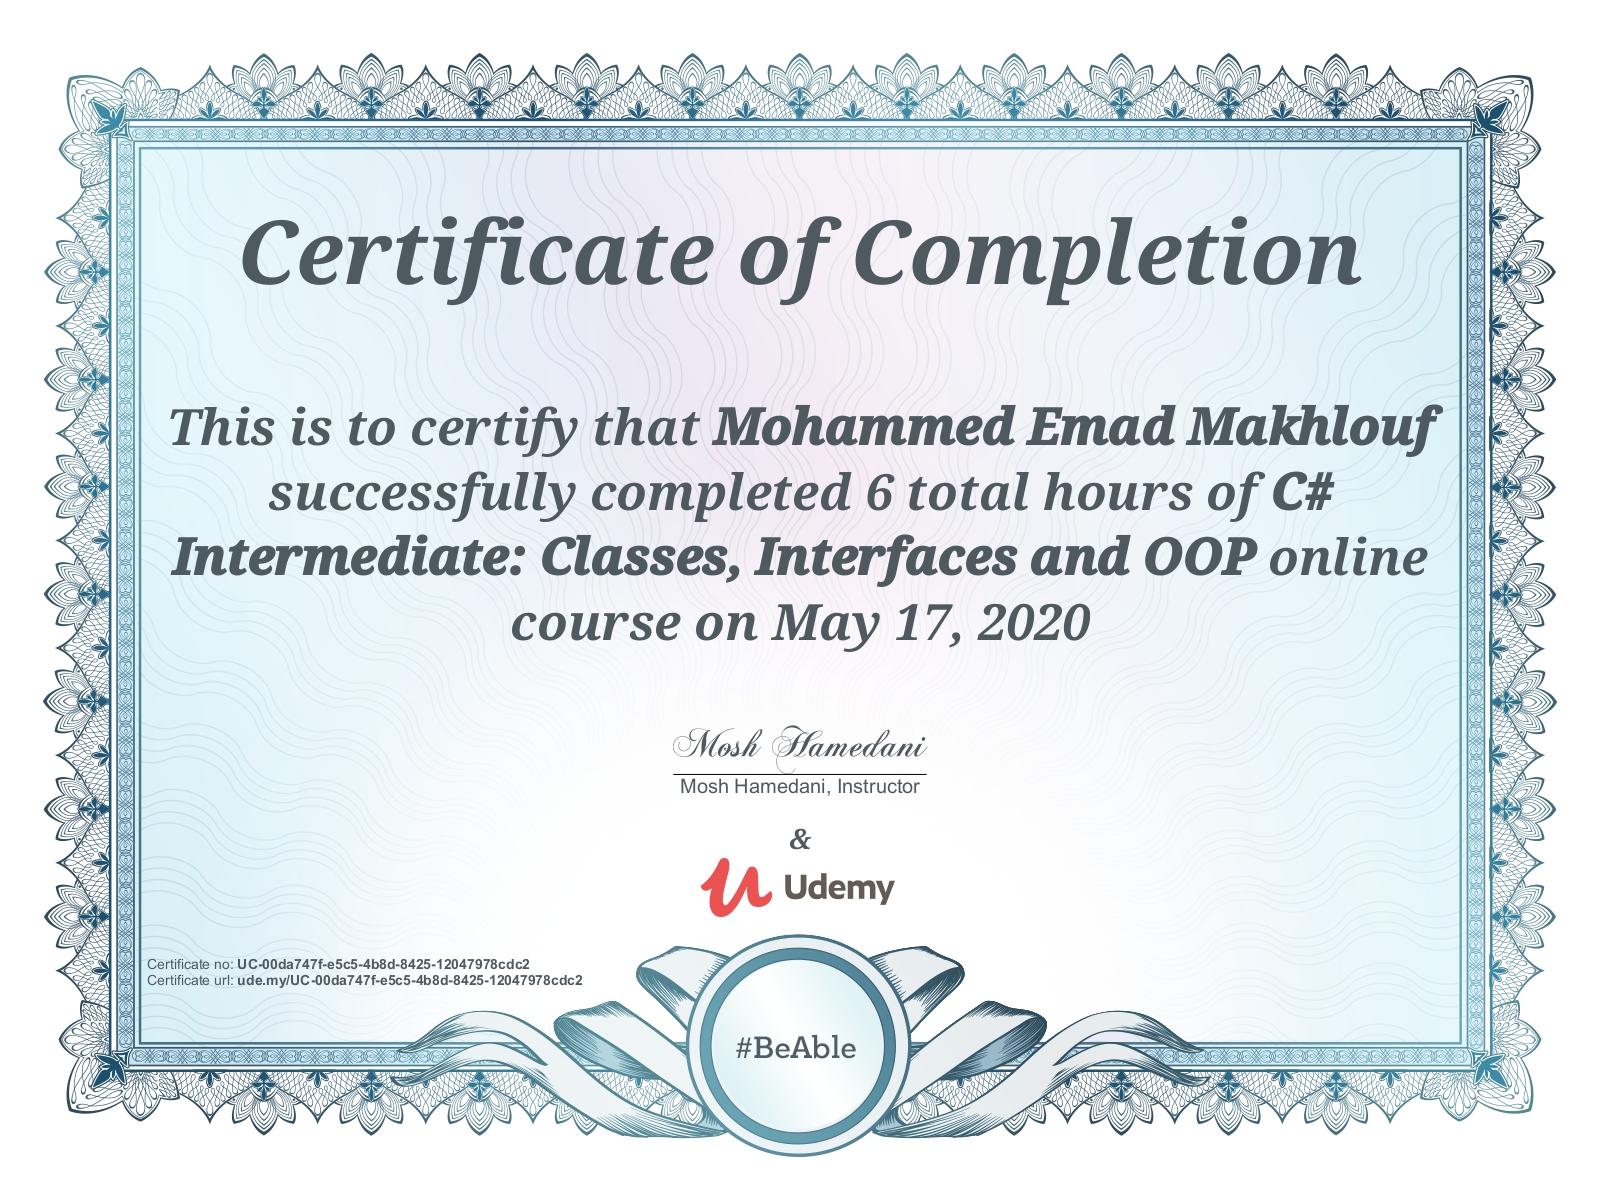 Certificate of Completion
This is to certify that Mohammed Emad Makhlouf
successfully completed 6 total hours of C#
Intermediate: Classes, Interfaces and OOP online
course on May 17, 2020
Mosh Hamedani
Mosh Hamedani, Instructor
&
Udemy
Certificate no: UC-00da747f-e5c5-4b8d-8425-12047978cdc2
Certificate url: ude.my/UC-00da747f-e5c5-4b8d-8425-12047978cdc2
#BeAble